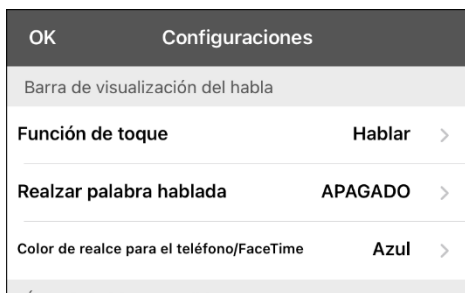 OK Configuraciones
Barra de visualización del habla
Función de toque Hablar
Realzar palabra hablada APAGADO
Color de realce para el teléfono/FaceTime Azul